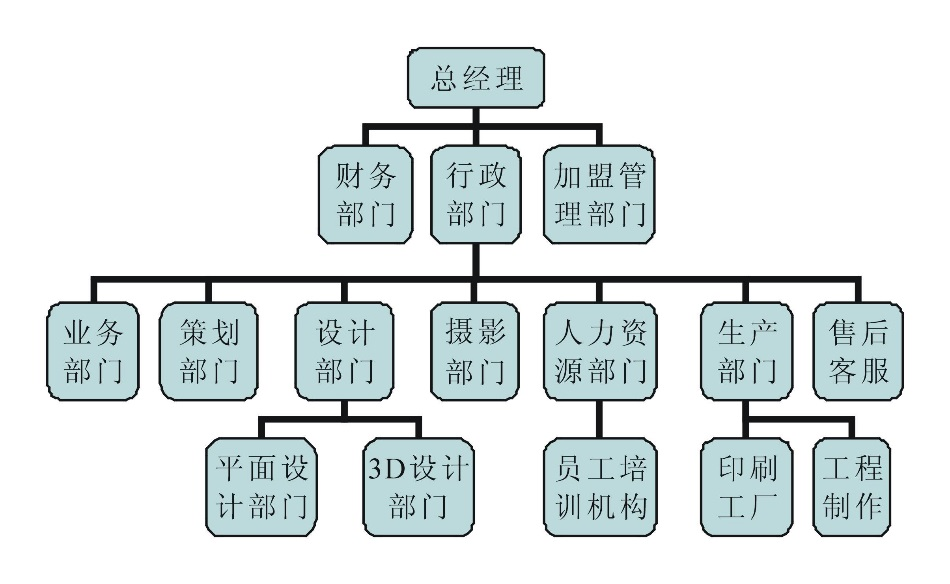 总经理
财务
部门
行政
部门
加盟管
理部门
业务
部门
策划
部门
设计
部门
摄影
部门
人力资
源部门
生产
部门
售后
客服
平面设
计部门
3D设计
部门
员工培
训机构
印刷
工厂
工程
制作